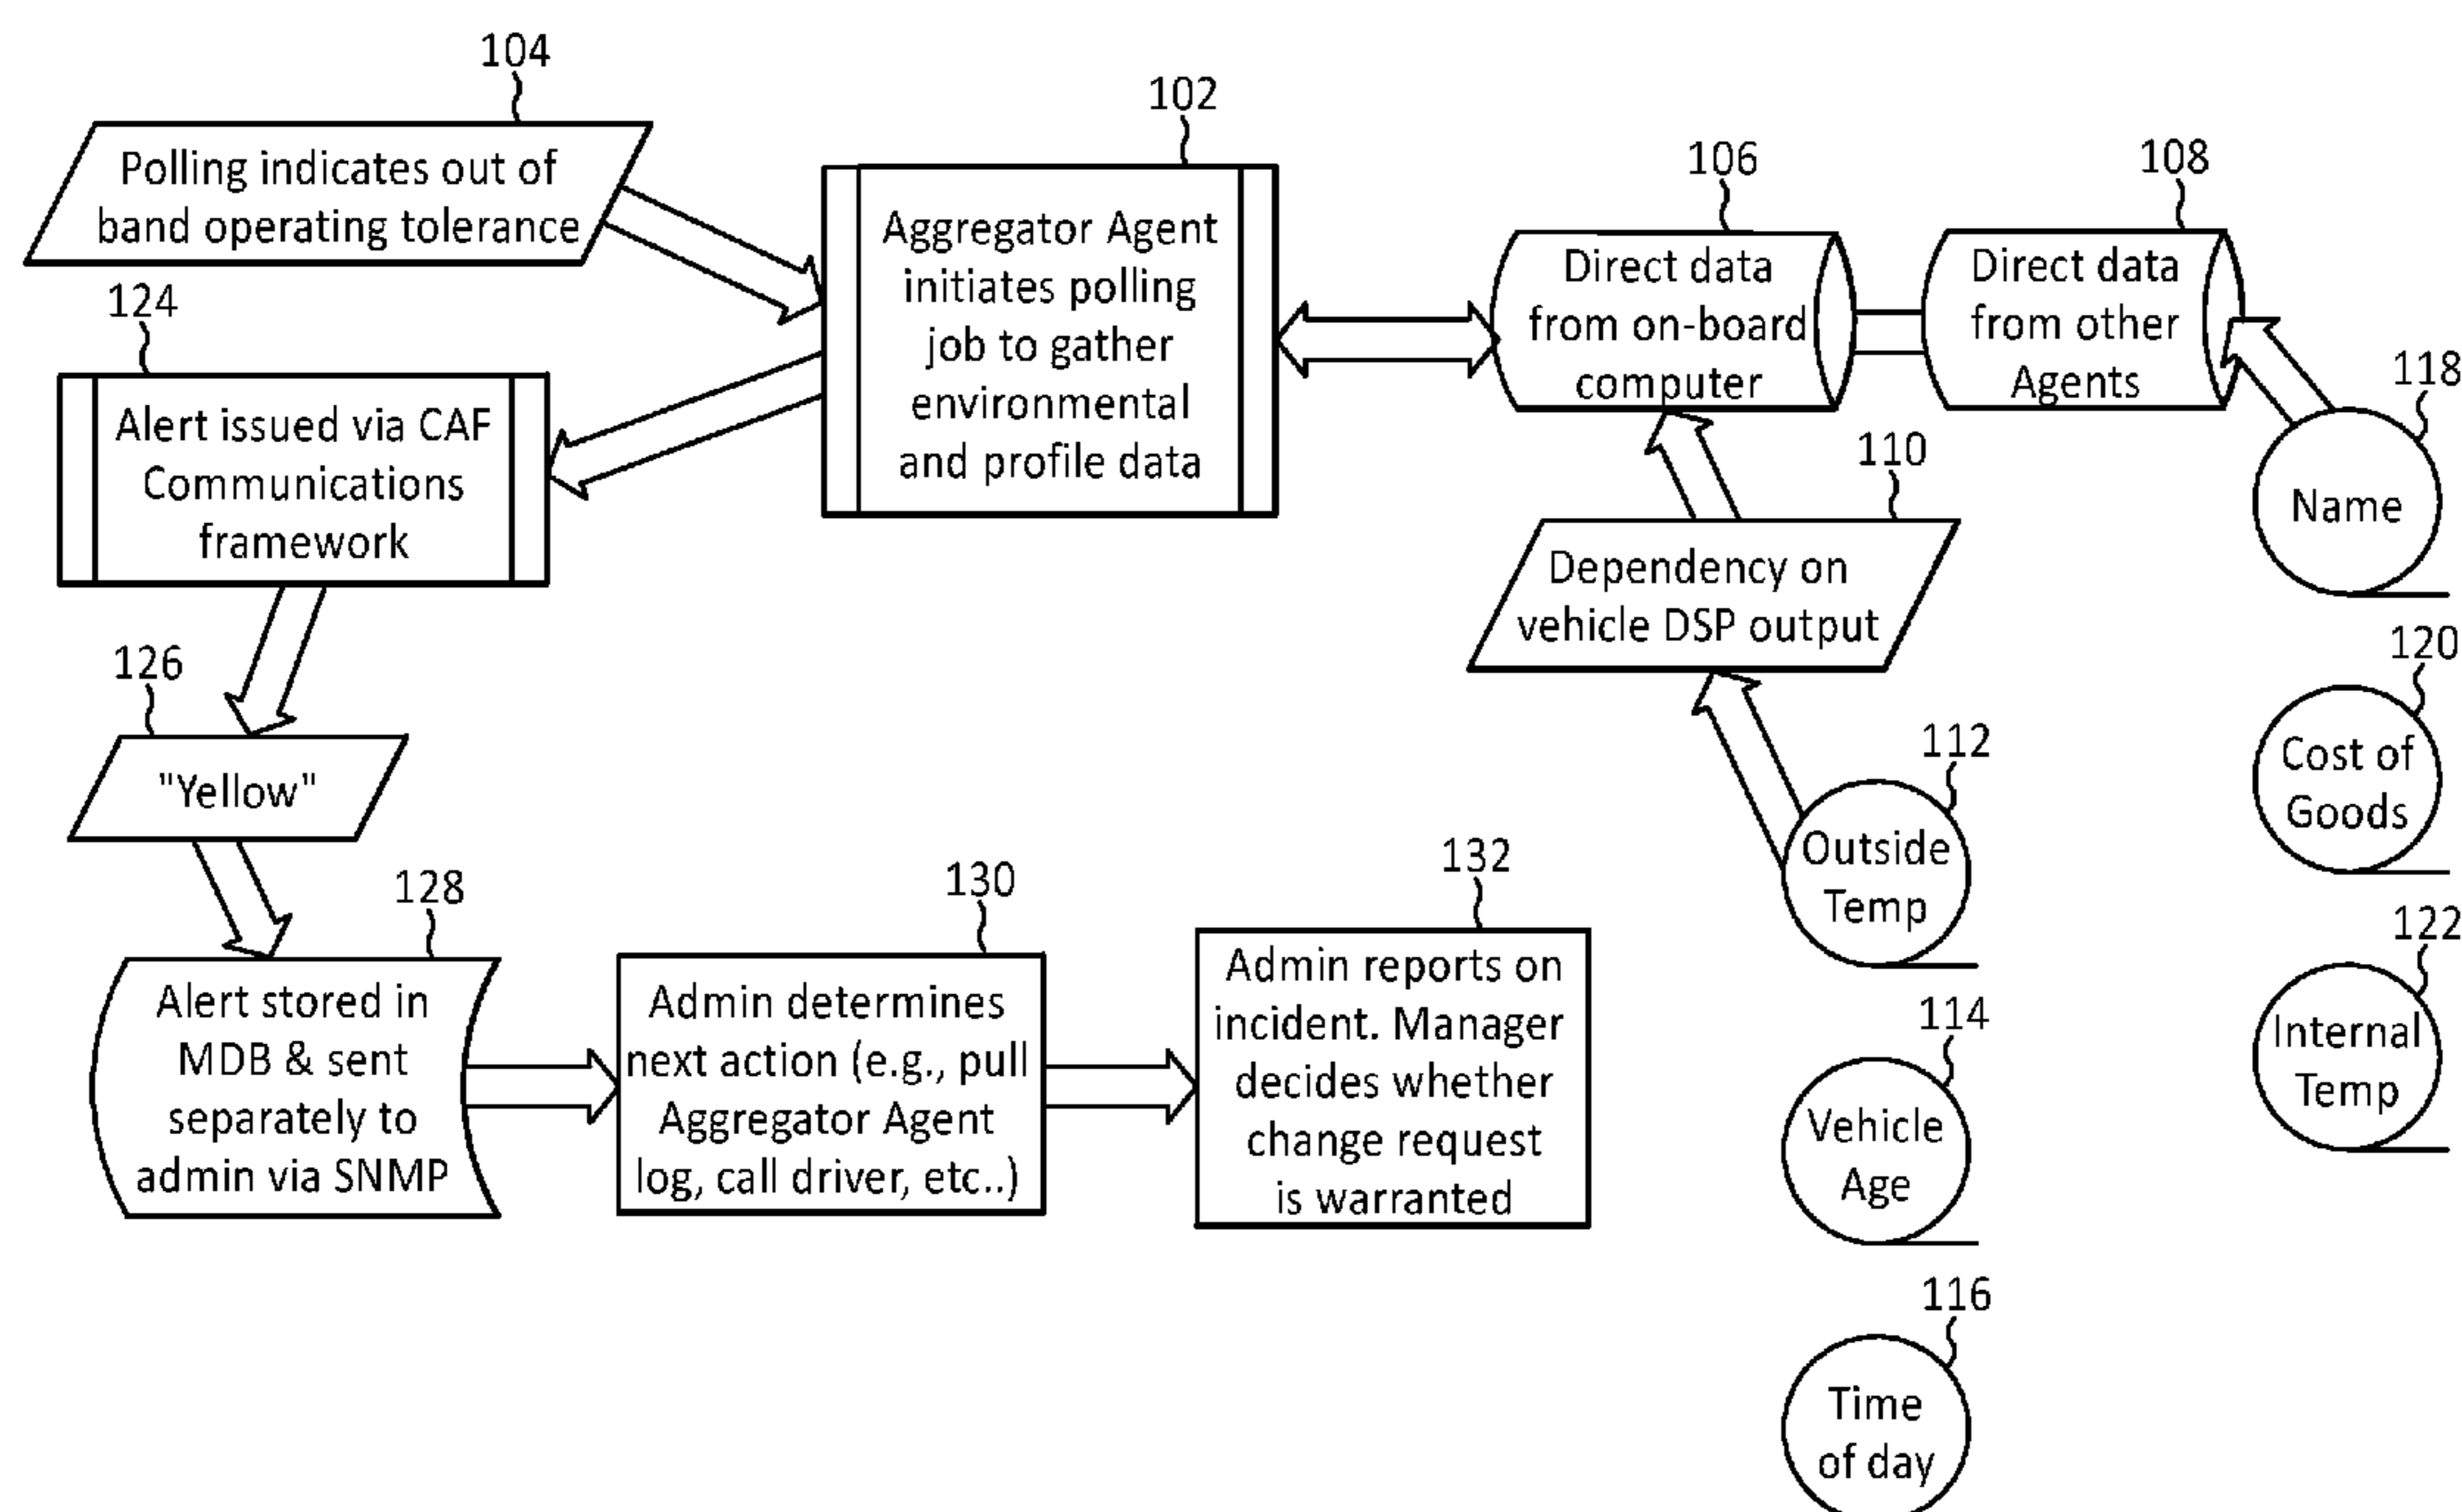 104
Polling indicates out of
band operating tolerance
102
Aggregator Agent
initiates polling
job to gather
environmental
and profile data
106
Direct data
from on-board
computer
108
Direct data
from other
Agents
118
Name
124
Alert issued via CAF
Communications
framework
110
Dependency on
vehicle DSP output
120
Cost of
Goods
126
"Yellow"
112
Outside
Temp
122
Internal
Temp
128
Alert stored in
MDB & sent
separately to
admin via SNMP
130
Admin determines
next action (e.g., pull
Aggregator Agent
log, call driver, etc..)
132
Admin reports on
incident. Manager
decides whether
change request
is warranted
114
Vehicle
Age
116
Time
of day